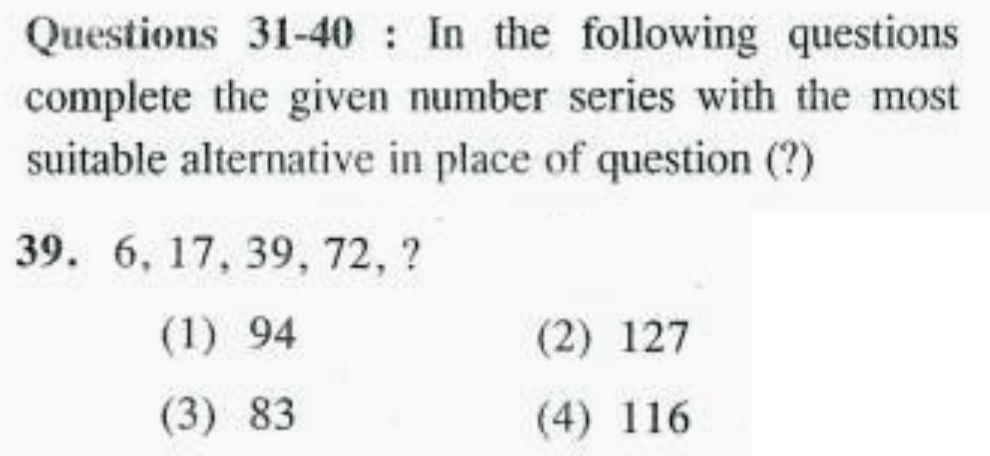 Questions 31-40 : In the following questions
complete the given number series with the most
suitable alternative in place of question (?)
39. 6, 17, 39, 72, ?
(1) 94 (2) 127
(3) 83 (4) 116